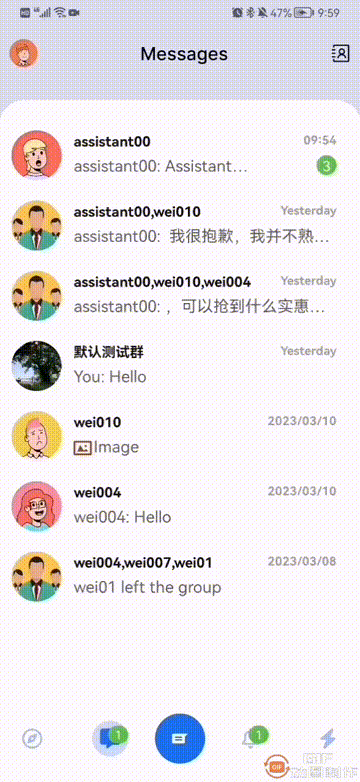 HD 47% 9:59
Messages
assistant00 09:54
assistant00: Assistant... 3
assistant00,wei010 Yesterday
assistant00: 我很抱歉，我并不熟...
assistant00,wei010,wei004 Yesterday
assistant00: ，可以抢到什么实惠...
默认测试群 Yesterday
You: Hello
wei010 2023/03/10
Image
wei004 2023/03/10
wei004: Hello
wei004,wei007,wei01 2023/03/08
wei01 left the group
1 1
GIF
GIF